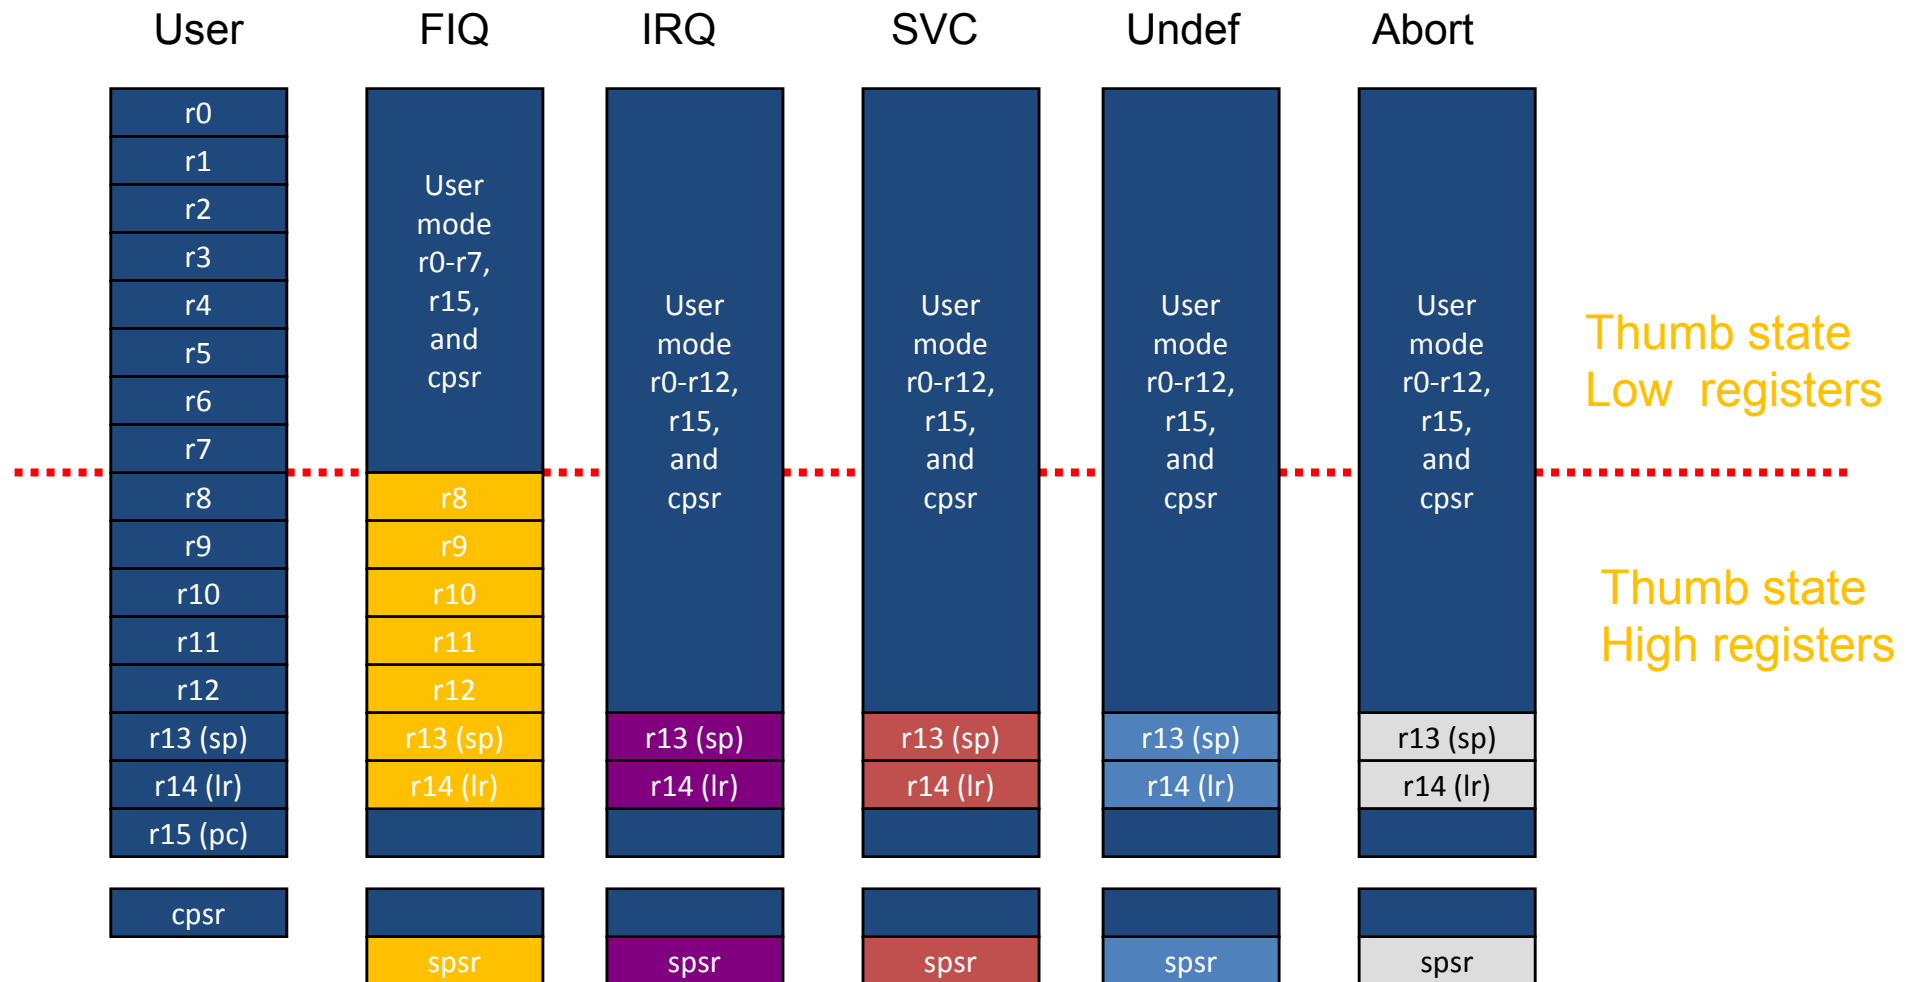 User
FIQ
IRQ
SVC
Undef
Abort
r0
r1
r2
r3
r4
r5
r6
r7
r8
r9
r10
r11
r12
r13 (sp)
r14 (lr)
r15 (pc)
cpsr
User
mode
r0-r7,
r15,
and
cpsr
r8
r9
r10
r11
r12
r13 (sp)
r14 (lr)
spsr
User
mode
r0-r12,
r15,
and
cpsr
r13 (sp)
r14 (lr)
spsr
User
mode
r0-r12,
r15,
and
cpsr
r13 (sp)
r14 (lr)
spsr
User
mode
r0-r12,
r15,
and
cpsr
r13 (sp)
r14 (lr)
spsr
User
mode
r0-r12,
r15,
and
cpsr
r13 (sp)
r14 (lr)
spsr
Thumb state
Low registers
Thumb state
High registers